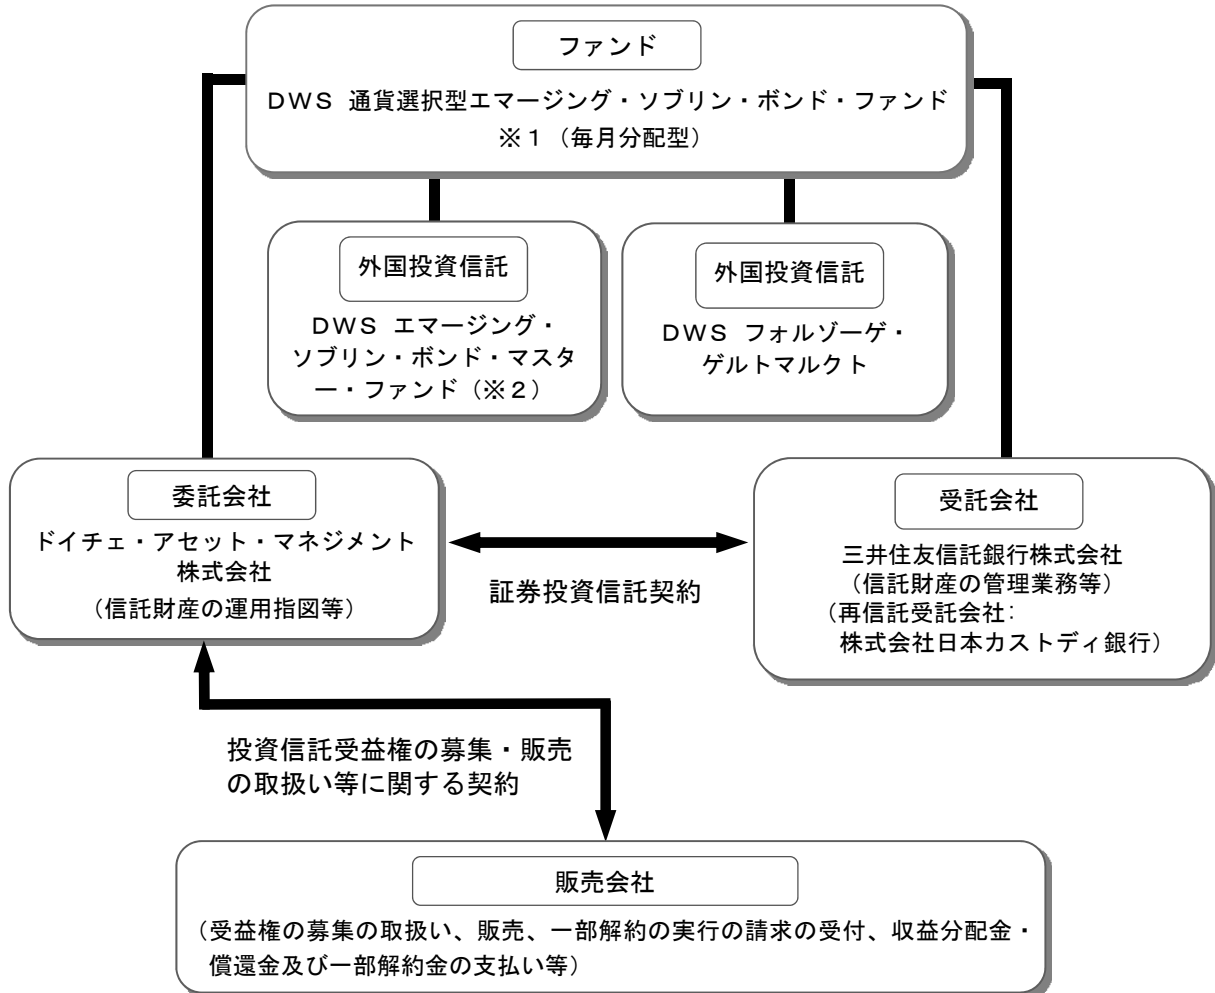 ファンド
DWS 通貨選択型エマージング・ソブリン・ボンド・ファンド
※1（毎月分配型）
外国投資信託
DWS エマージング・
ソブリン・ボンド・マスタ
ー・ファンド（※2）
外国投資信託
DWS フォルゾーゲ・
ゲルトマルクト
委託会社
ドイチェ・アセット・マネジメント
株式会社
（信託財産の運用指図等）
証券投資信託契約
受託会社
三井住友信託銀行株式会社
（信託財産の管理業務等）
（再信託受託会社：
株式会社日本カストディ銀行）
投資信託受益権の募集・販売
の取扱い等に関する契約
販売会社
（受益権の募集の取扱い、販売、一部解約の実行の請求の受付、収益分配金・
償還金及び一部解約金の支払い等）